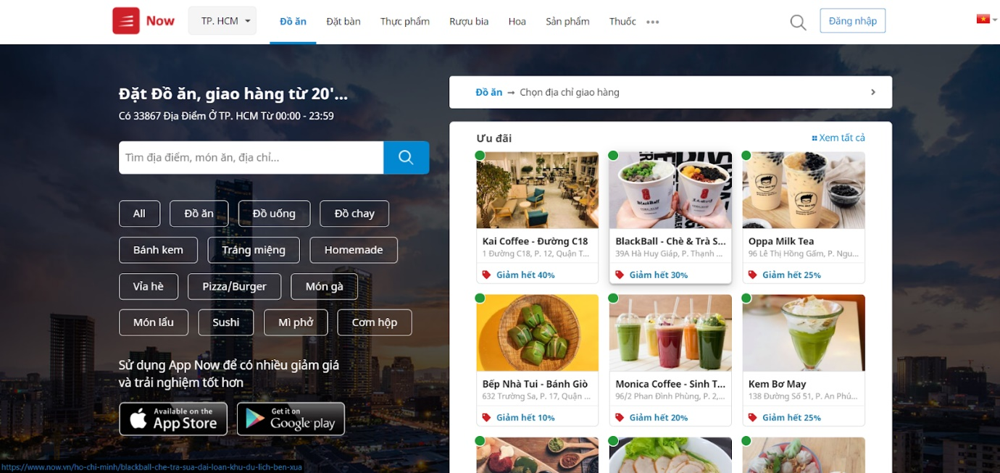 Now
TP. HCM
Đồ ăn
Đặt bàn
Thực phẩm
Rượu bia
Hoa
Sản phẩm
Thuốc
Đăng nhập
Đặt Đồ ăn, giao hàng từ 20'...
Có 33867 Địa Điểm Ở TP. HCM Từ 00:00 - 23:59
Tìm địa điểm, món ăn, địa chỉ...
All
Đồ ăn
Đồ uống
Đồ chay
Bánh kem
Tráng miệng
Homemade
Vỉa hè
Pizza/Burger
Món gà
Món lẩu
Sushi
Mì phở
Cơm hộp
Sử dụng App Now để có nhiều giảm giá
và trải nghiệm tốt hơn
Available on the
App Store
Get it on
Google play
Đồ ăn → Chọn địa chỉ giao hàng
Ưu đãi
Xem tất cả
BlackBall
Kai Coffee - Đường C18
1 Đường C18, P. 12, Quận T...
Giảm hết 40%
BlackBall - Chè & Trà S...
39A Hà Huy Giáp, P. Thạnh ...
Giảm hết 30%
Oppa Milk Tea
96 Lê Thị Hồng Gấm, P. Ngu...
Giảm hết 25%
Bếp Nhà Tui - Bánh Giò
632 Trường Sa, P. 17, Quận ...
Giảm hết 10%
Monica Coffee - Sinh T...
96/2 Phan Đình Phùng, P. 2,...
Giảm hết 20%
Kem Bơ May
138 Đường Số 51, P. An Phú...
Giảm hết 25%
https://www.now.vn/ho-chi-minh/blackball-che-tra-sua-dai-loan-khu-du-lich-ben-xua